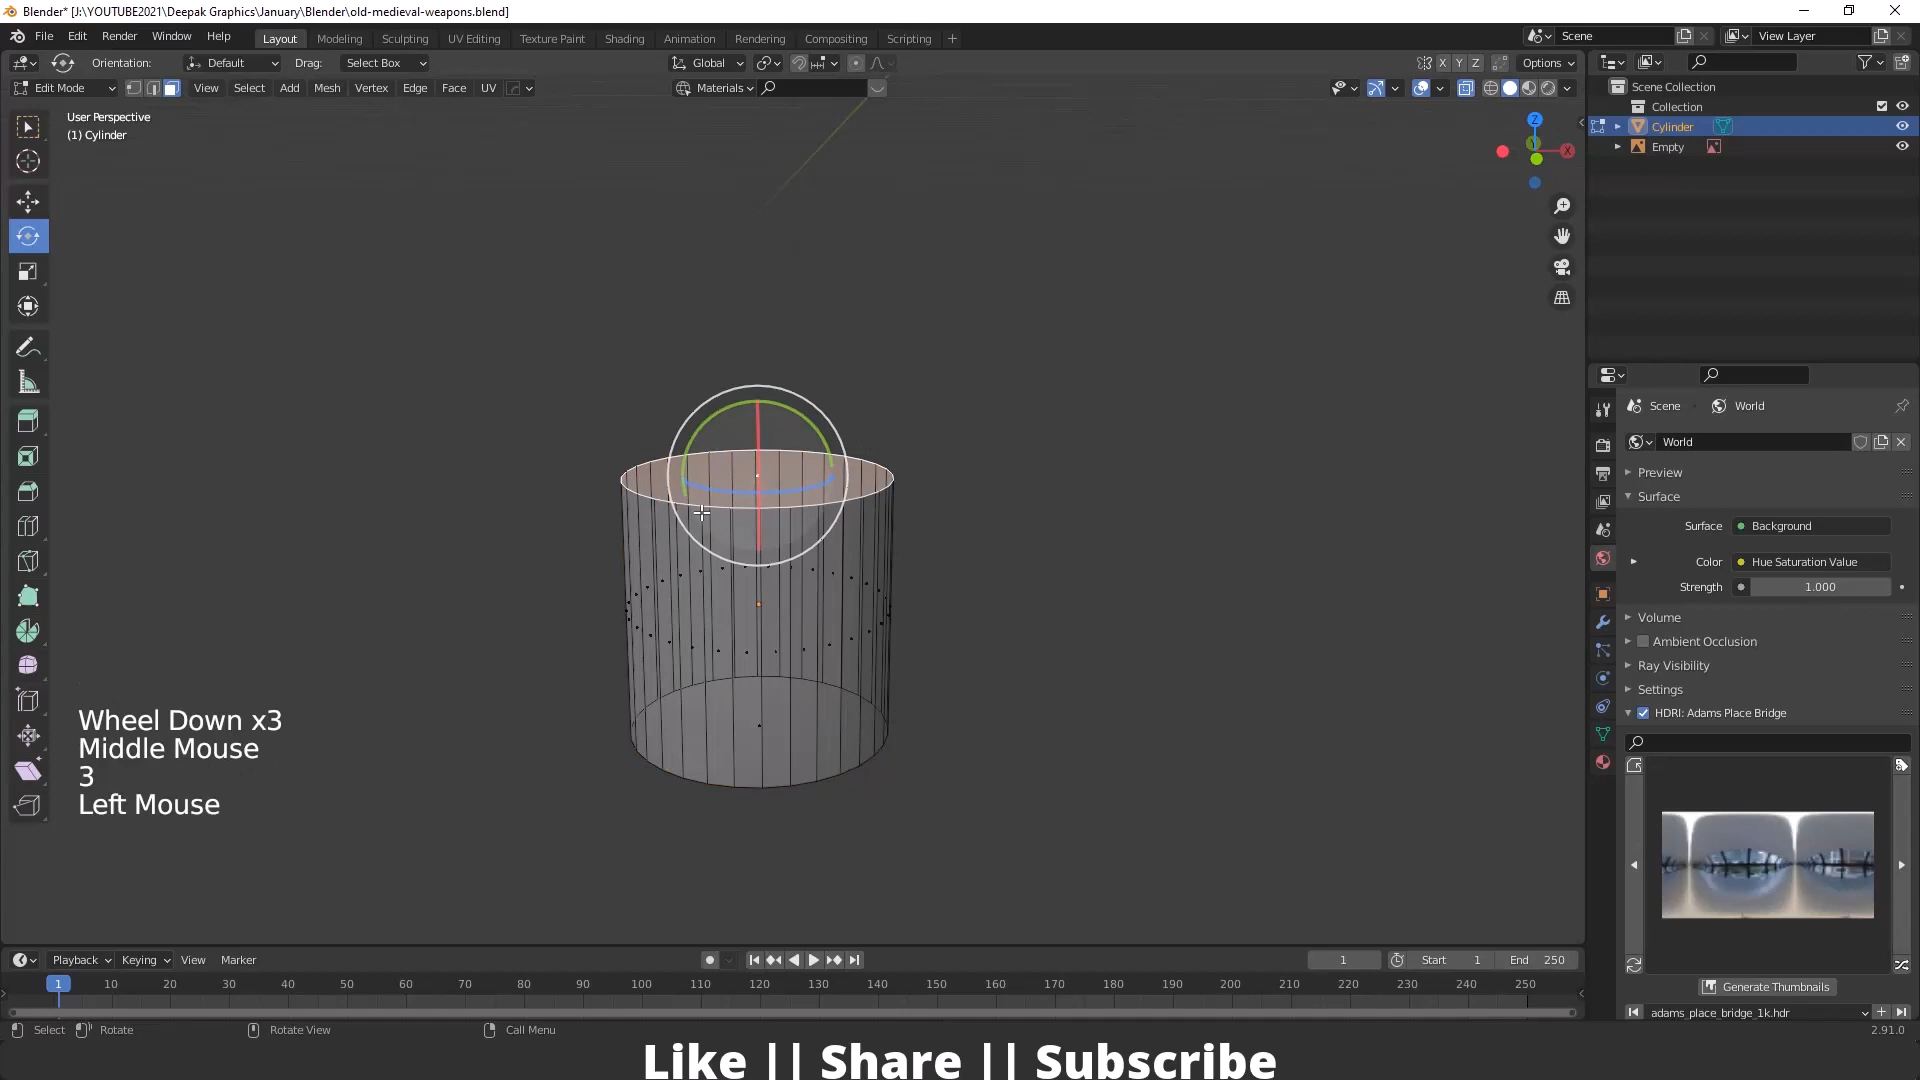 Blender* [J:\YOUTUBE2021\Deepak Graphics\January\Blender\old-medieval-weapons.blend]
File Edit Render Window Help Layout Modeling Sculpting UV Editing Texture Paint Shading Animation Rendering Compositing Scripting + Scene View Layer
Orientation: Default Drag: Select Box Global X Y Z Options
Edit Mode View Select Add Mesh Vertex Edge Face UV Materials
User Perspective
(1) Cylinder
Z
X
Scene Collection
Collection
Cylinder
Empty
Scene World
World
Preview
Surface
Surface Background
Color Hue Saturation Value
Strength 1.000
Volume
Ambient Occlusion
Ray Visibility
Settings
HDRI: Adams Place Bridge
Generate Thumbnails
adams_place_bridge_1k.hdr
Wheel Down x3
Middle Mouse
3
Left Mouse
Playback Keying View Marker 1 Start 1 End 250
1 10 20 30 40 50 60 70 80 90 100 110 120 130 140 150 160 170 180 190 200 210 220 230 240 250
Select Rotate Rotate View Call Menu 2.91.0
Like || Share || Subscribe